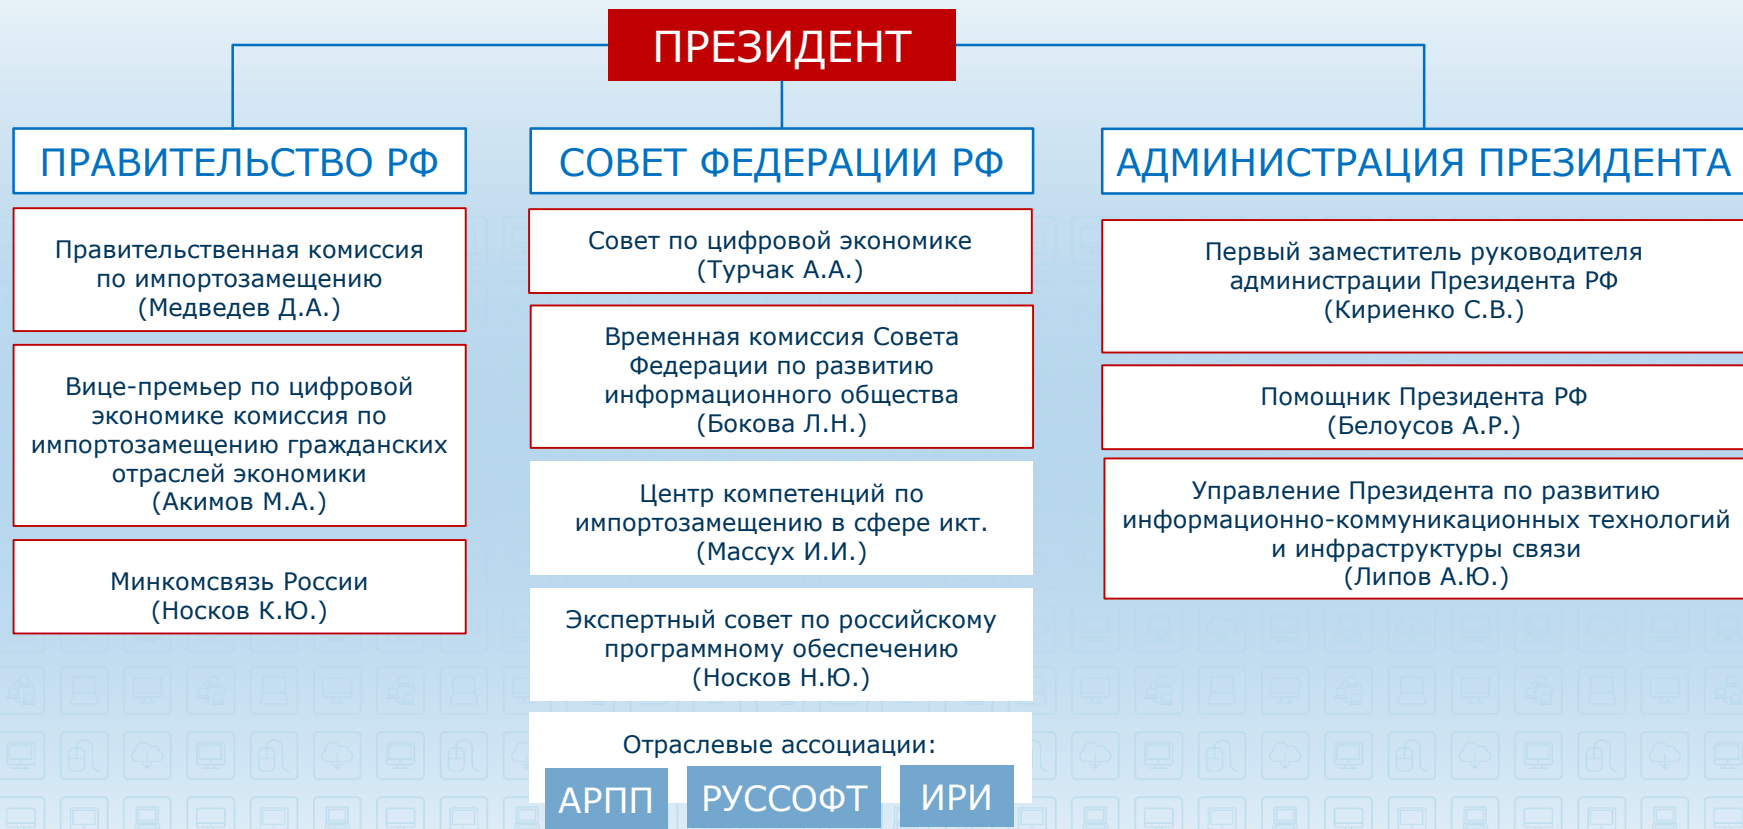 ПРЕЗИДЕНТ
ПРАВИТЕЛЬСТВО РФ
Правительственная комиссия
по импортозамещению
(Медведев Д.А.)
Вице-премьер по цифровой
экономике комиссия по
импортозамещению гражданских
отраслей экономики
(Акимов М.А.)
Минкомсвязь России
(Носков К.Ю.)
СОВЕТ ФЕДЕРАЦИИ РФ
Совет по цифровой экономике
(Турчак А.А.)
Временная комиссия Совета
Федерации по развитию
информационного общества
(Бокова Л.Н.)
Центр компетенций по
импортозамещению в сфере икт.
(Массух И.И.)
Экспертный совет по российскому
программному обеспечению
(Носков Н.Ю.)
Отраслевые ассоциации:
АРПП РУССОФТ ИРИ
АДМИНИСТРАЦИЯ ПРЕЗИДЕНТА
Первый заместитель руководителя
администрации Президента РФ
(Кириенко С.В.)
Помощник Президента РФ
(Белоусов А.Р.)
Управление Президента по развитию
информационно-коммуникационных технологий
и инфраструктуры связи
(Липов А.Ю.)